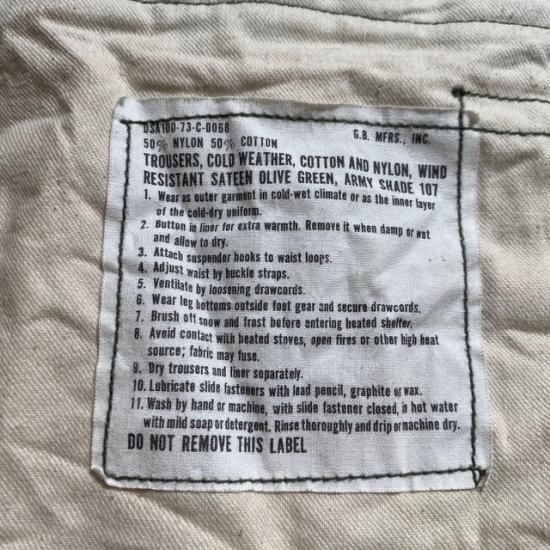 DSA100-73-C-0068 G.B. MFRS., INC.
50% NYLON 50% COTTON
TROUSERS, COLD WEATHER, COTTON AND NYLON, WIND
RESISTANT SATEEN OLIVE GREEN, ARMY SHADE 107
1. Wear as outer garment in cold-wet climate or as the inner layer
of the cold-dry uniform.
2. Button in liner for extra warmth. Remove it when damp or wet
and allow to dry.
3. Attach suspender hooks to waist loops.
4. Adjust waist by buckle straps.
5. Ventilate by loosening drawcords.
6. Wear leg bottoms outside foot gear and secure drawcords.
7. Brush off snow and frost before entering heated shelter.
8. Avoid contact with heated stoves, open fires or other high heat
source; fabric may fuse.
9. Dry trousers and liner separately.
10. Lubricate slide fasteners with lead pencil, graphite or wax.
11. Wash by hand or machine, with slide fastener closed, in hot water
with mild soap or detergent. Rinse thoroughly and drip or machine dry.
DO NOT REMOVE THIS LABEL